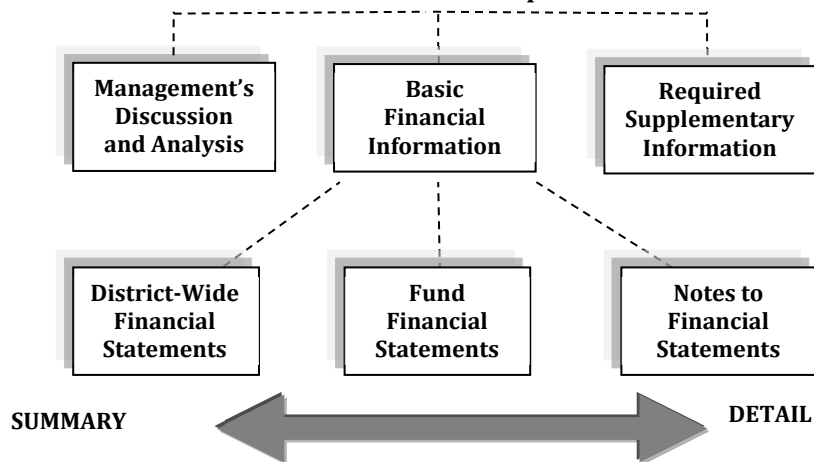 Management's
Discussion
and Analysis
Basic
Financial
Information
Required
Supplementary
Information
District-Wide
Financial
Statements
Fund
Financial
Statements
Notes to
Financial
Statements
SUMMARY
DETAIL